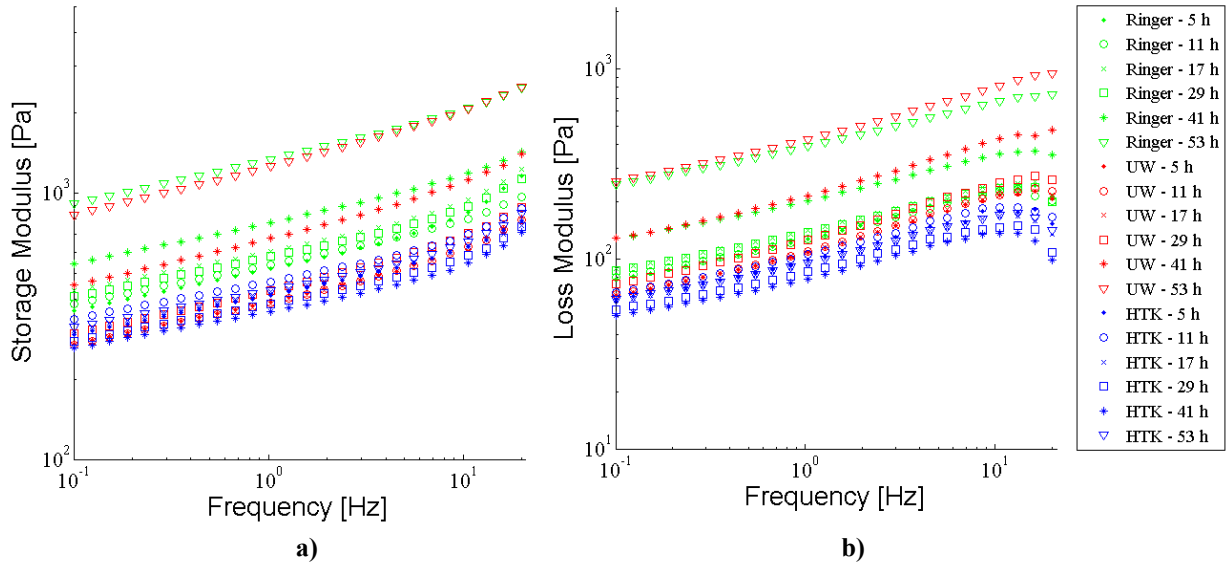 Storage Modulus [Pa]
10^3
10^2
10^-1
10^0
10^1
Frequency [Hz]
a)
Loss Modulus [Pa]
10^3
10^2
10^1
10^-1
10^0
10^1
Frequency [Hz]
b)
Ringer - 5 h
Ringer - 11 h
Ringer - 17 h
Ringer - 29 h
Ringer - 41 h
Ringer - 53 h
UW - 5 h
UW - 11 h
UW - 17 h
UW - 29 h
UW - 41 h
UW - 53 h
HTK - 5 h
HTK - 11 h
HTK - 17 h
HTK - 29 h
HTK - 41 h
HTK - 53 h